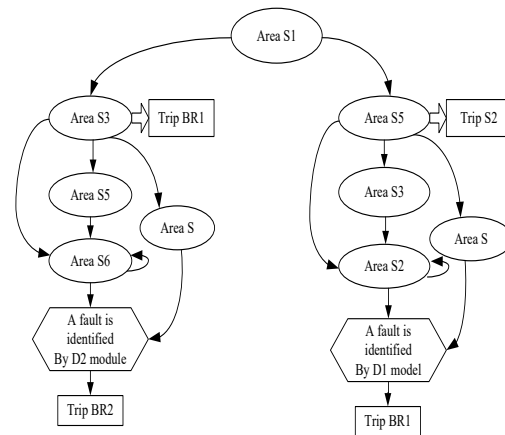 Area S1
Area S3
Trip BR1
Area S5
Trip S2
Area S5
Area S3
Area S
Area S
Area S6
Area S2
A fault is
identified
By D2 module
A fault is
identified
By D1 model
Trip BR2
Trip BR1